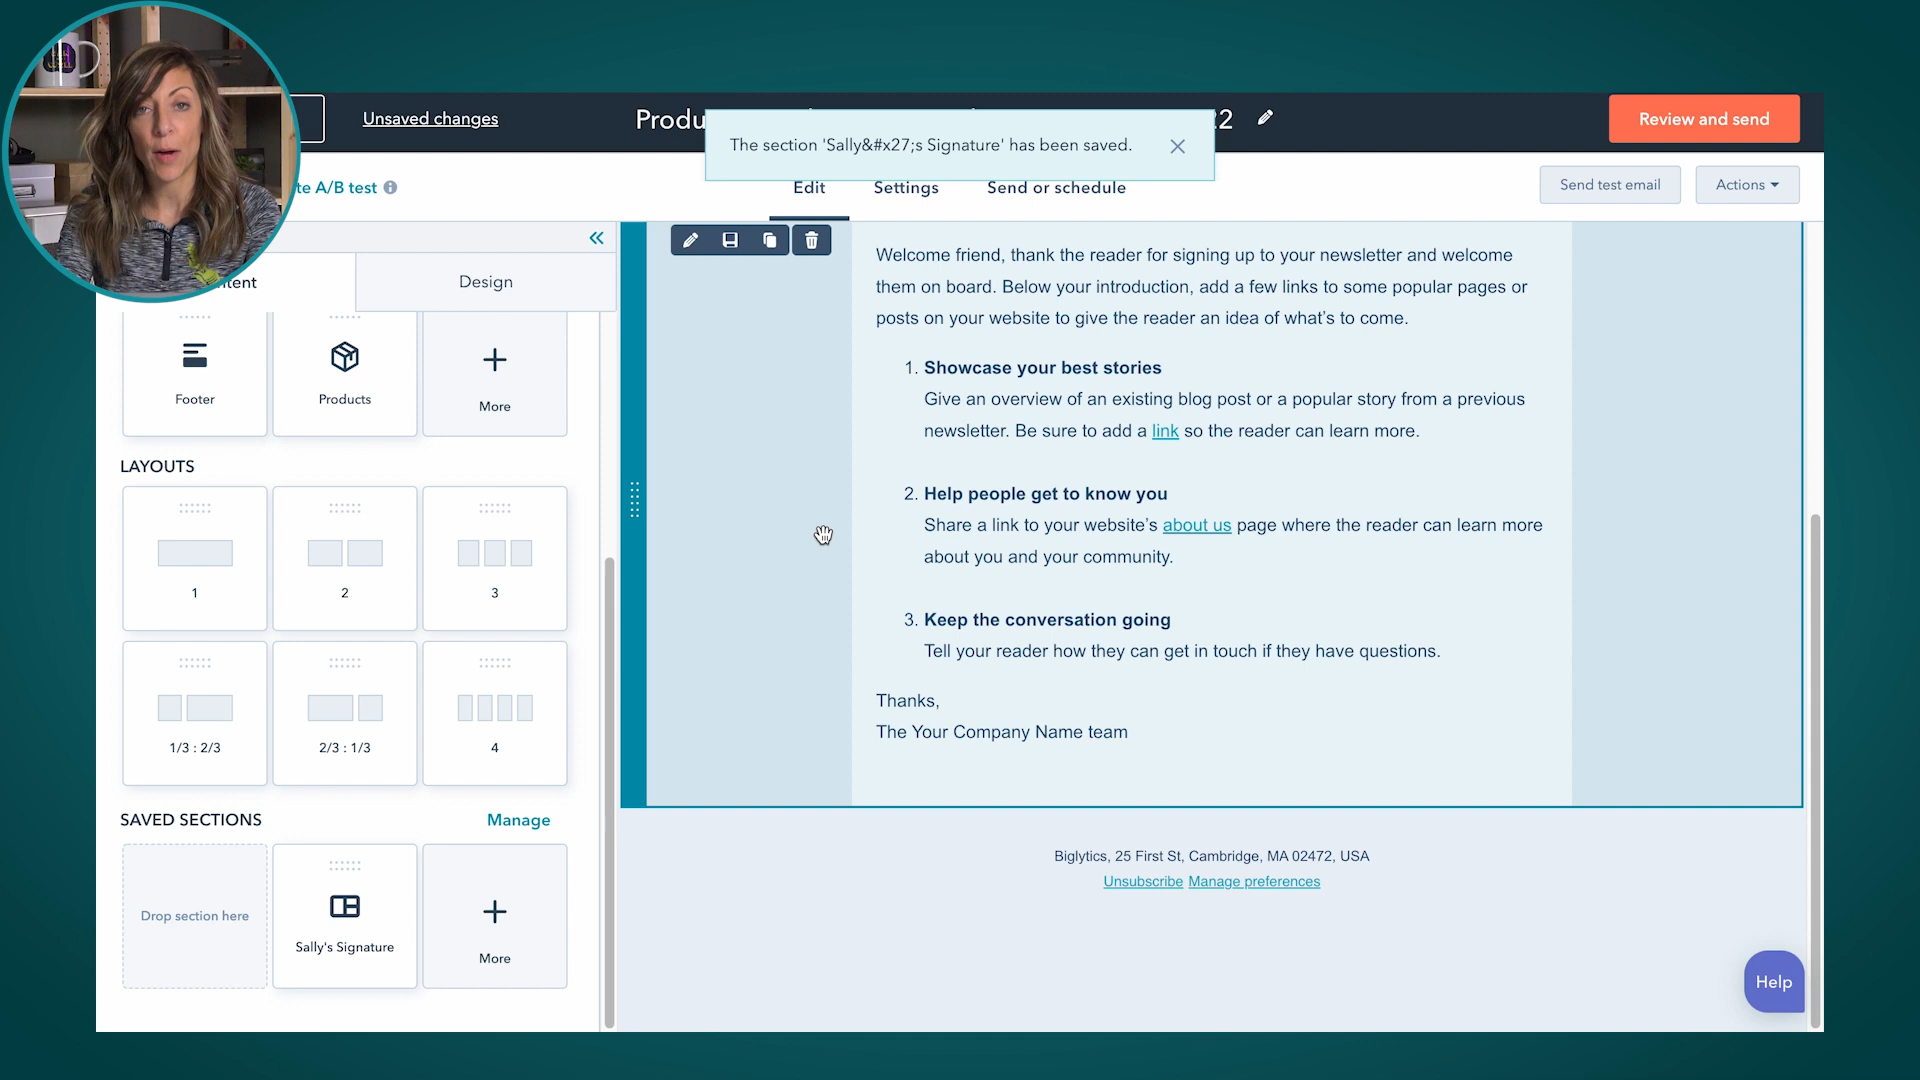 Unsaved changes
Produ
22
Review and send
The section 'Sally&#x27;s Signature' has been saved.
te A/B test
Edit
Settings
Send or schedule
Send test email
Actions
ntent
Design
Footer
Products
More
LAYOUTS
1
2
3
1/3 : 2/3
2/3 : 1/3
4
SAVED SECTIONS
Manage
Drop section here
Sally's Signature
More
Welcome friend, thank the reader for signing up to your newsletter and welcome
them on board. Below your introduction, add a few links to some popular pages or
posts on your website to give the reader an idea of what’s to come.
1. Showcase your best stories
Give an overview of an existing blog post or a popular story from a previous
newsletter. Be sure to add a link so the reader can learn more.
2. Help people get to know you
Share a link to your website’s about us page where the reader can learn more
about you and your community.
3. Keep the conversation going
Tell your reader how they can get in touch if they have questions.
Thanks,
The Your Company Name team
Biglytics, 25 First St, Cambridge, MA 02472, USA
Unsubscribe Manage preferences
Help